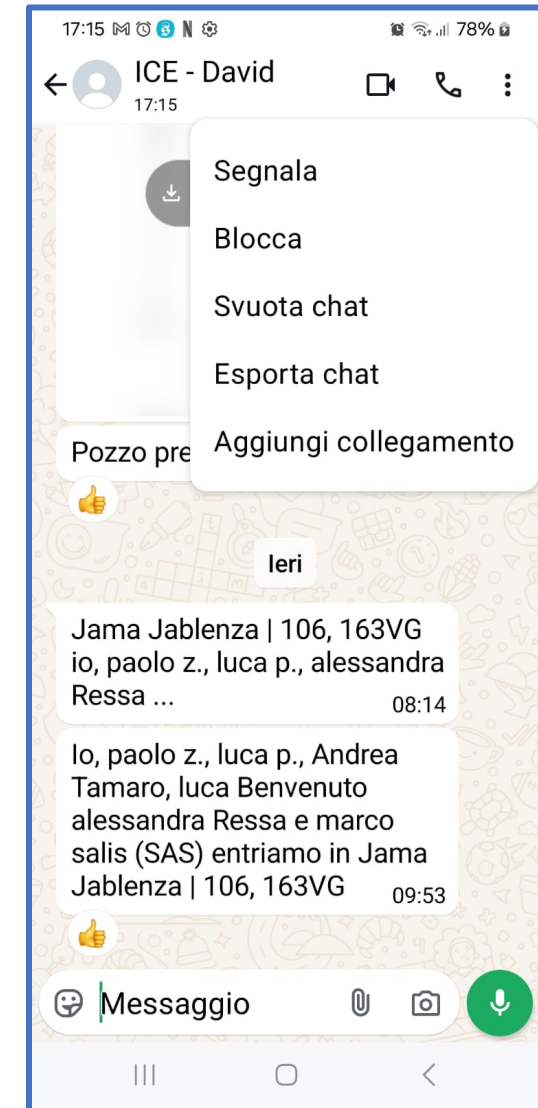 17:15 N 78%
ICE - David
17:15
Segnala
Blocca
Svuota chat
Esporta chat
Aggiungi collegamento
Pozzo pre
Ieri
Jama Jablenza | 106, 163VG
io, paolo z., luca p., alessandra
Ressa ...
08:14
Io, paolo z., luca p., Andrea
Tamaro, luca Benvenuto
alessandra Ressa e marco
salis (SAS) entriamo in Jama
Jablenza | 106, 163VG
09:53
Messaggio